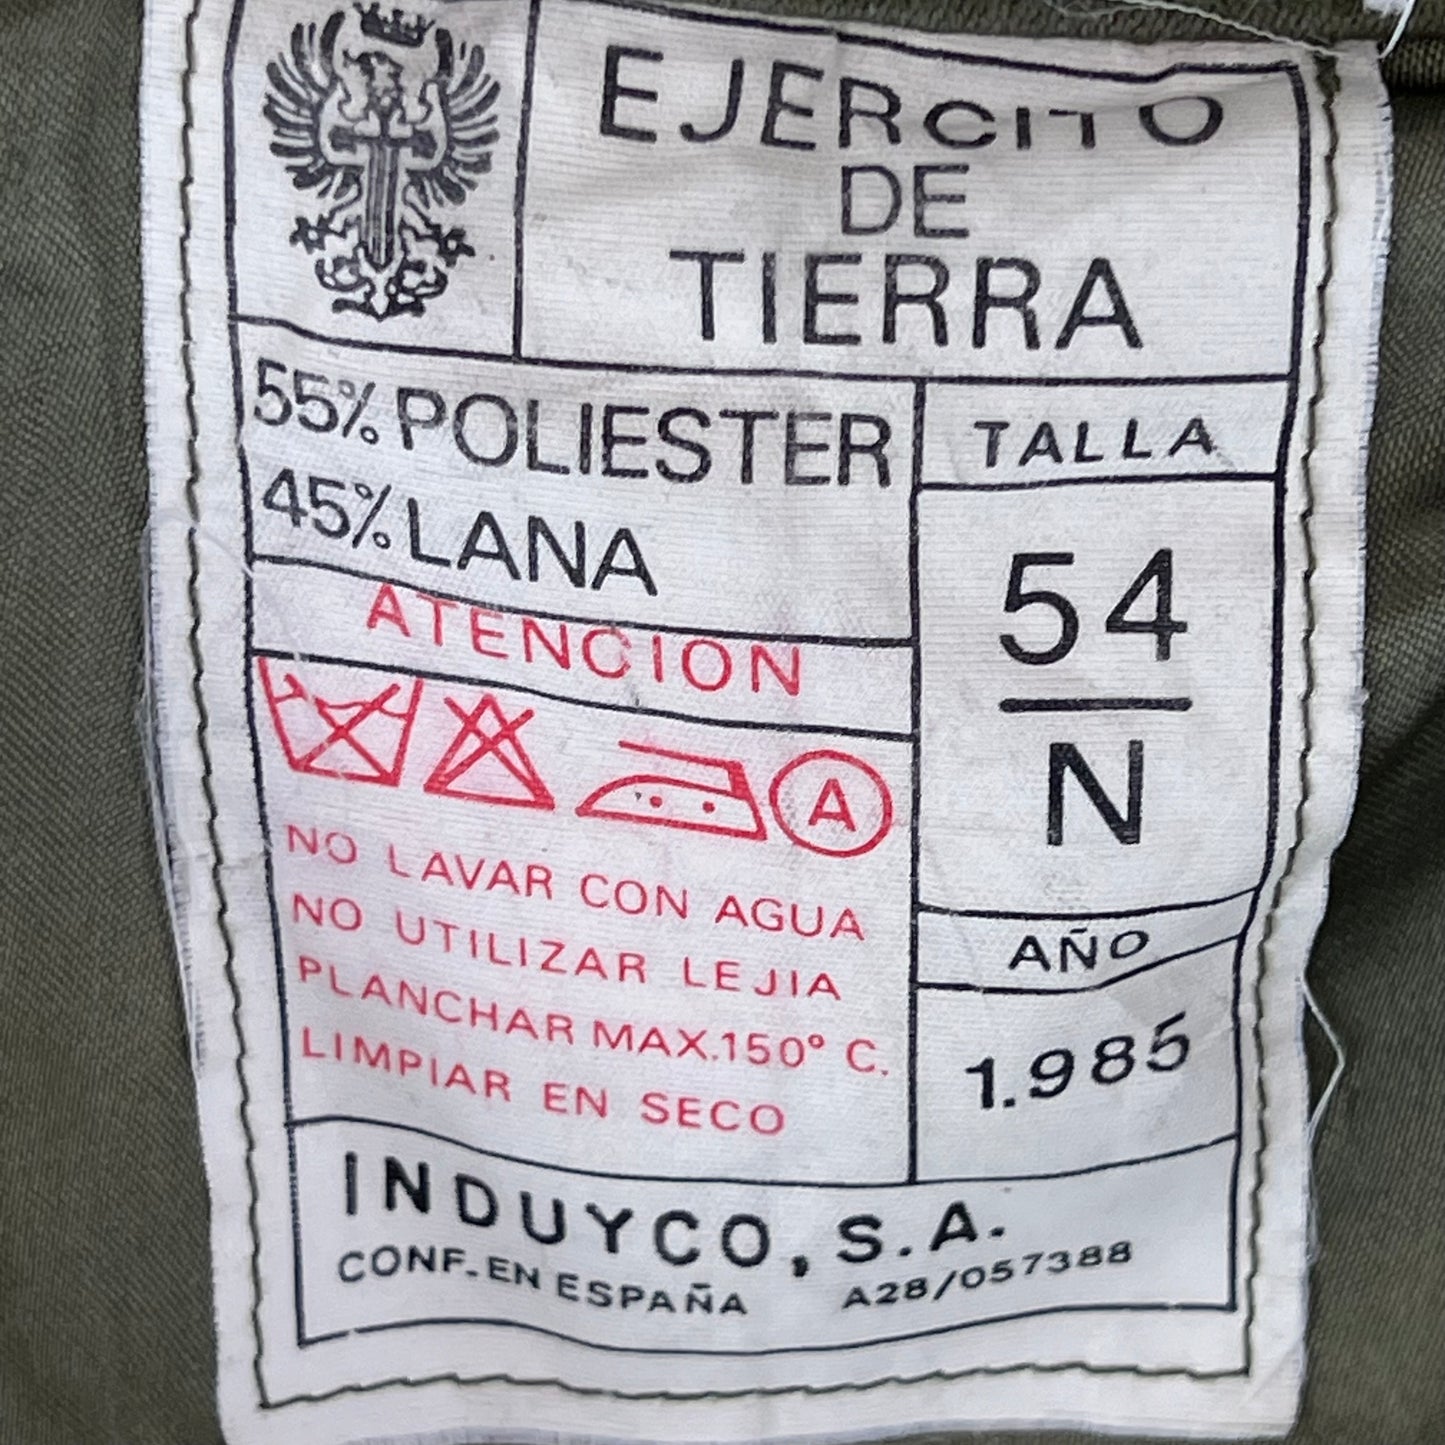 EJERCITO
DE
TIERRA
55% POLIESTER
45% LANA
TALLA
54
N
ATENCION
A
NO LAVAR CON AGUA
NO UTILIZAR LEJIA
PLANCHAR MAX.150° C.
LIMPIAR EN SECO
AÑO
1.985
INDUYCO, S.A.
CONF. EN ESPAÑA A28/057388